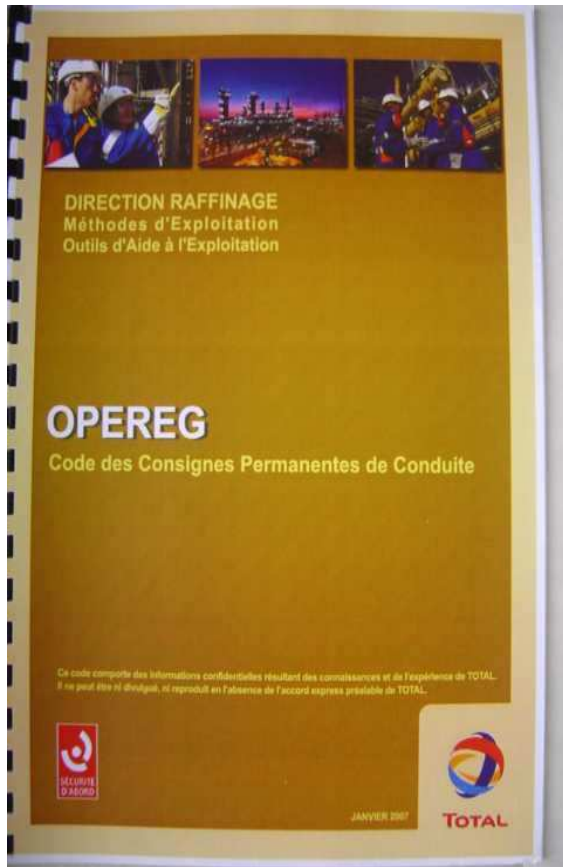 DIRECTION RAFFINAGE
Méthodes d'Exploitation
Outils d'Aide à l'Exploitation
OPEREG
Code des Consignes Permanentes de Conduite
Ce code comporte des informations confidentielles résultant des connaissances et de l'expérience de TOTAL.
Il ne peut être ni divulgué, ni reproduit en l'absence de l'accord express préalable de TOTAL.
SÉCURITÉ
D'ABORD
JANVIER 2007
TOTAL